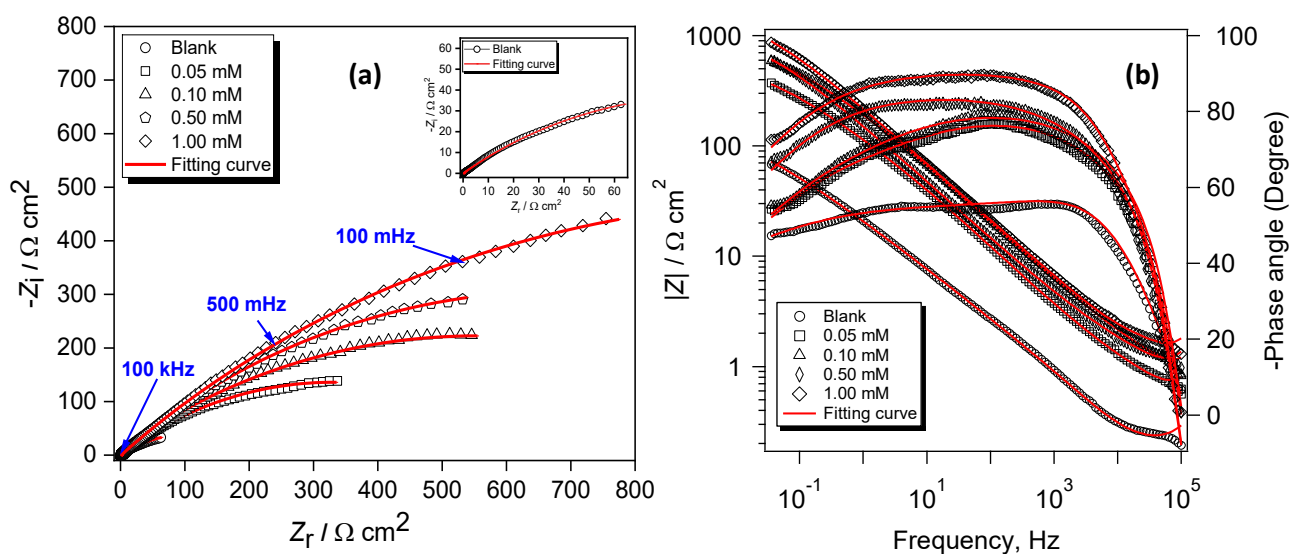 (a)
-Zi / Ω cm2
800
700
600
500
400
300
200
100
0
Blank
0.05 mM
0.10 mM
0.50 mM
1.00 mM
Fitting curve
100 mHz
500 mHz
100 kHz
0 100 200 300 400 500 600 700 800
Zr / Ω cm2
-Zi / Ω cm2
60
50
40
30
20
10
0
Blank
Fitting curve
0 10 20 30 40 50 60
Zr / Ω cm2
(b)
|Z| / Ω cm2
1000
100
10
1
Blank
0.05 mM
0.10 mM
0.50 mM
1.00 mM
Fitting curve
100
80
60
40
20
0
-Phase angle (Degree)
10-1 101 103 105
Frequency, Hz